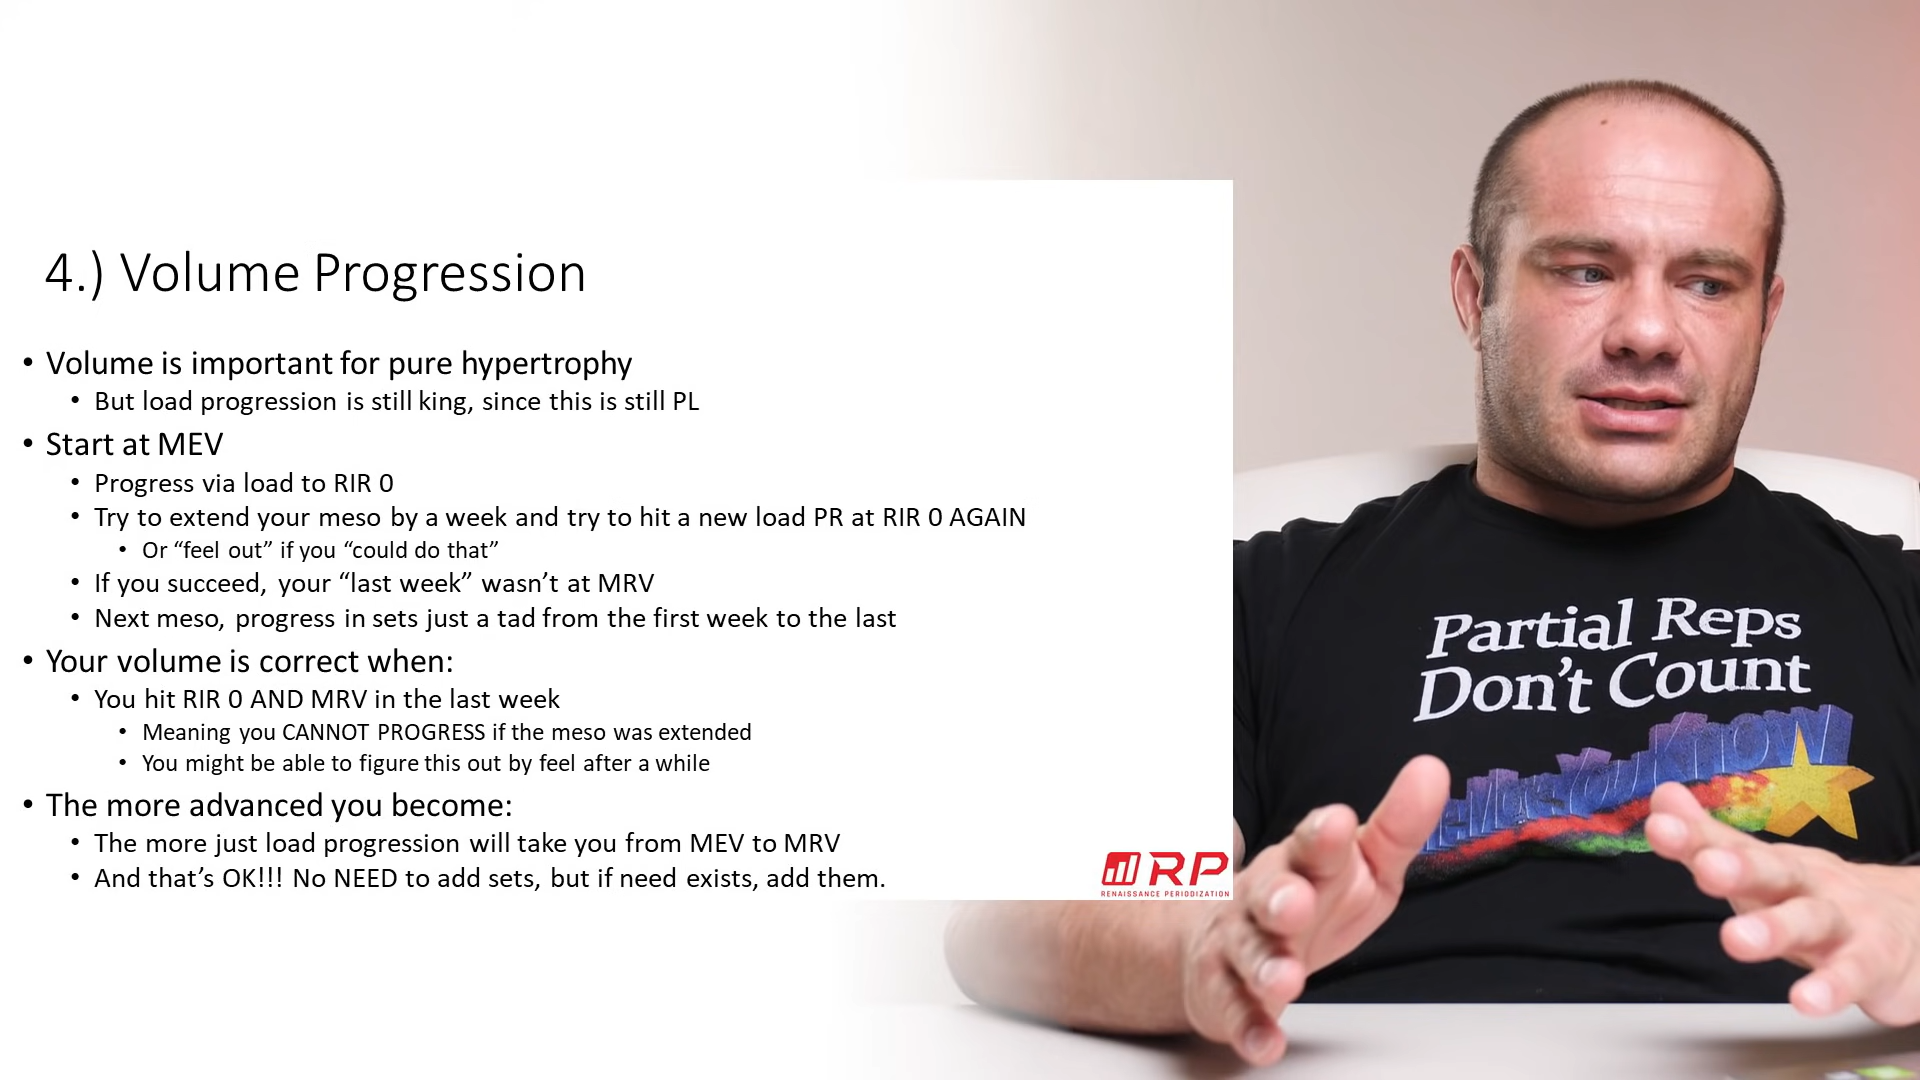 4.) Volume Progression
• Volume is important for pure hypertrophy
• But load progression is still king, since this is still PL
• Start at MEV
• Progress via load to RIR 0
• Try to extend your meso by a week and try to hit a new load PR at RIR 0 AGAIN
• Or “feel out” if you “could do that”
• If you succeed, your “last week” wasn’t at MRV
• Next meso, progress in sets just a tad from the first week to the last
• Your volume is correct when:
• You hit RIR 0 AND MRV in the last week
• Meaning you CANNOT PROGRESS if the meso was extended
• You might be able to figure this out by feel after a while
• The more advanced you become:
• The more just load progression will take you from MEV to MRV
• And that’s OK!!! No NEED to add sets, but if need exists, add them.
RP
RENAISSANCE PERIODIZATION
Partial Reps
Don’t Count
The More You Know